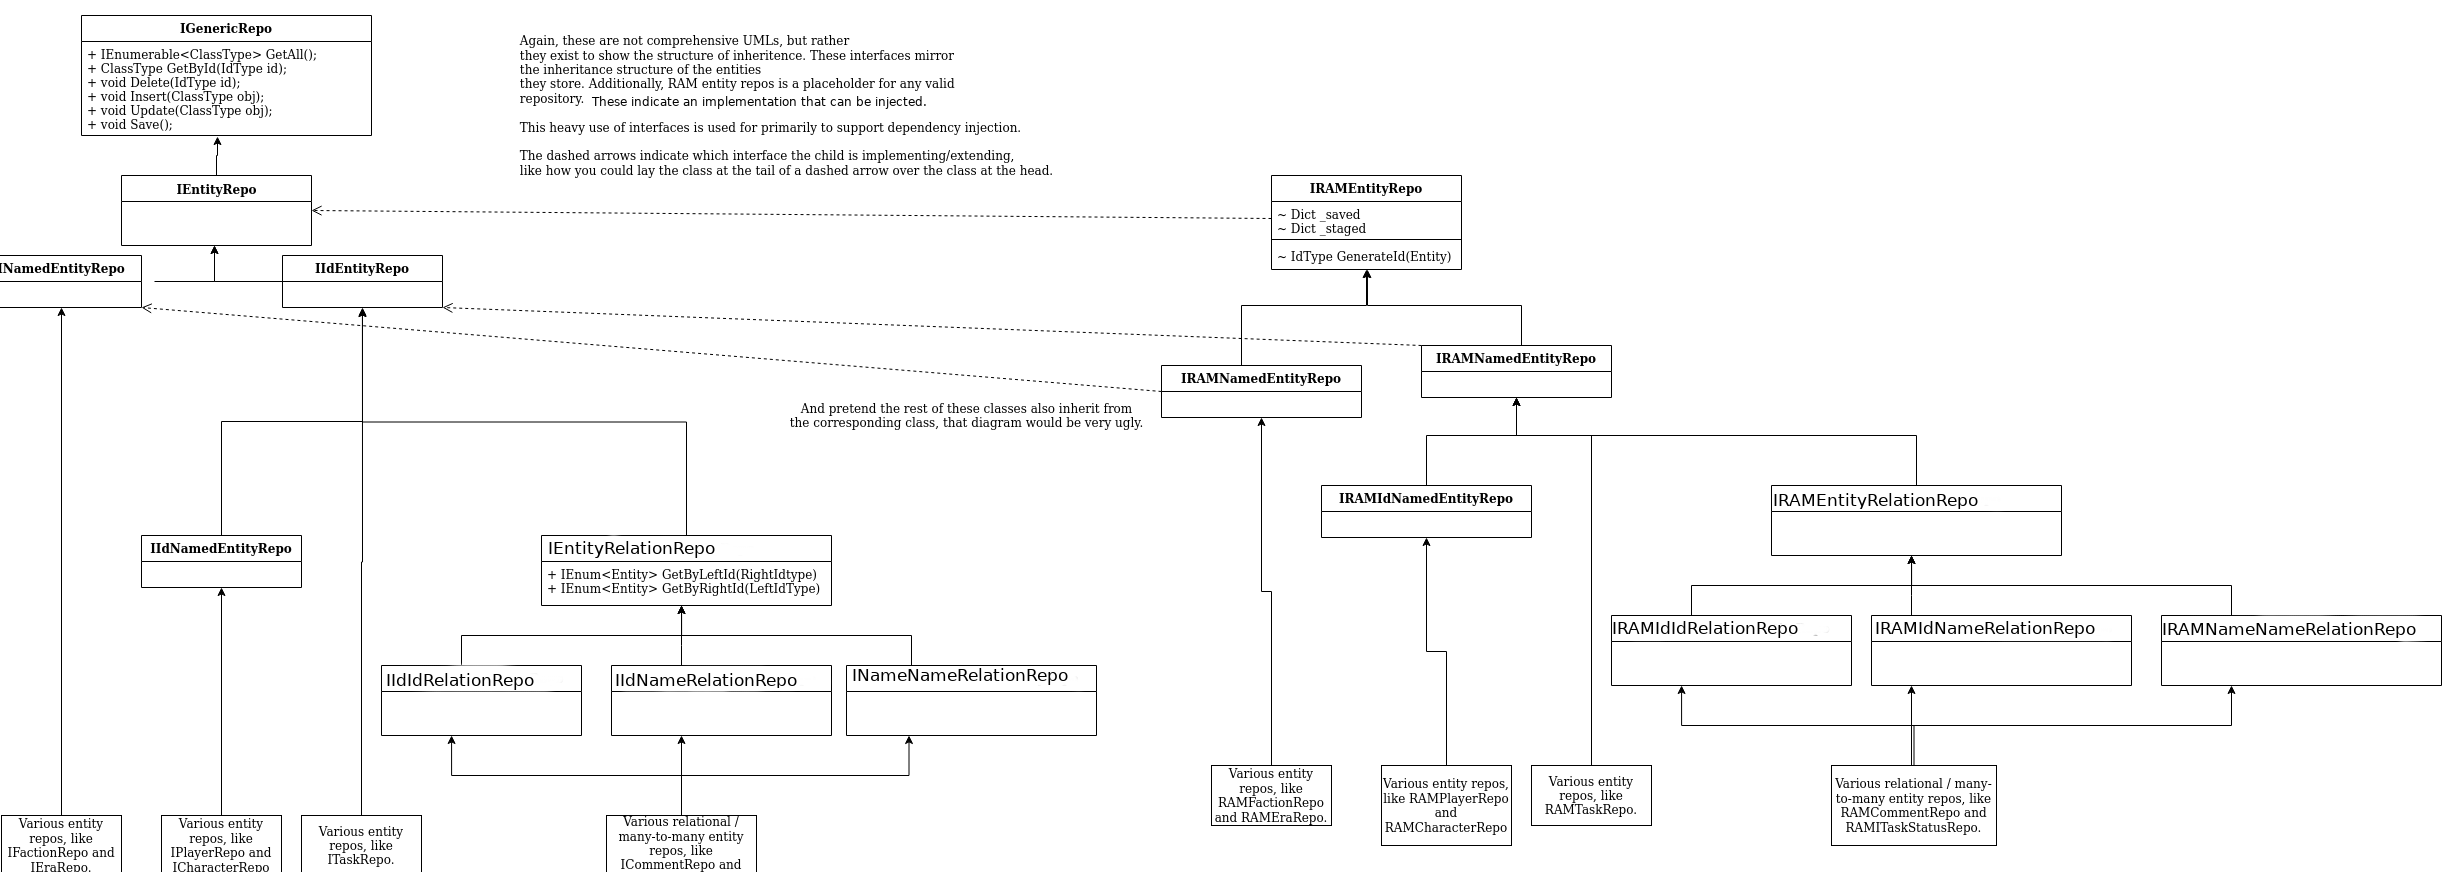 IGenericRepo
+ IEnumerable<ClassType> GetAll();
+ ClassType GetById(IdType id);
+ void Delete(IdType id);
+ void Insert(ClassType obj);
+ void Update(ClassType obj);
+ void Save();
Again, these are not comprehensive UMLs, but rather
they exist to show the structure of inheritence. These interfaces mirror
the inheritance structure of the entities
they store. Additionally, RAM entity repos is a placeholder for any valid
repository. These indicate an implementation that can be injected.
This heavy use of interfaces is used for primarily to support dependency injection.
The dashed arrows indicate which interface the child is implementing/extending,
like how you could lay the class at the tail of a dashed arrow over the class at the head.
IEntityRepo
INamedEntityRepo
IIdEntityRepo
IRAMEntityRepo
~ Dict _saved
~ Dict _staged
~ IdType GenerateId(Entity)
IRAMNamedEntityRepo
IRAMNamedEntityRepo
And pretend the rest of these classes also inherit from
the corresponding class, that diagram would be very ugly.
IIdNamedEntityRepo
IEntityRelationRepo
+ IEnum<Entity> GetByLeftId(RightIdtype)
+ IEnum<Entity> GetByRightId(LeftIdType)
IRAMIdNamedEntityRepo
IRAMEntityRelationRepo
IIdIdRelationRepo
IIdNameRelationRepo
INameNameRelationRepo
IRAMIdIdRelationRepo
IRAMIdNameRelationRepo
IRAMNameNameRelationRepo
Various entity
repos, like
IFactionRepo and
IEraRepo.
Various entity
repos, like
IPlayerRepo and
ICharacterRepo
Various entity
repos, like
ITaskRepo.
Various relational /
many-to-many entity
repos, like
ICommentRepo and
Various entity
repos, like
RAMFactionRepo
and RAMEraRepo.
Various entity repos,
like RAMPlayerRepo
and
RAMCharacterRepo
Various entity
repos, like
RAMTaskRepo.
Various relational / many-
to-many entity repos, like
RAMCommentRepo and
RAMITaskStatusRepo.